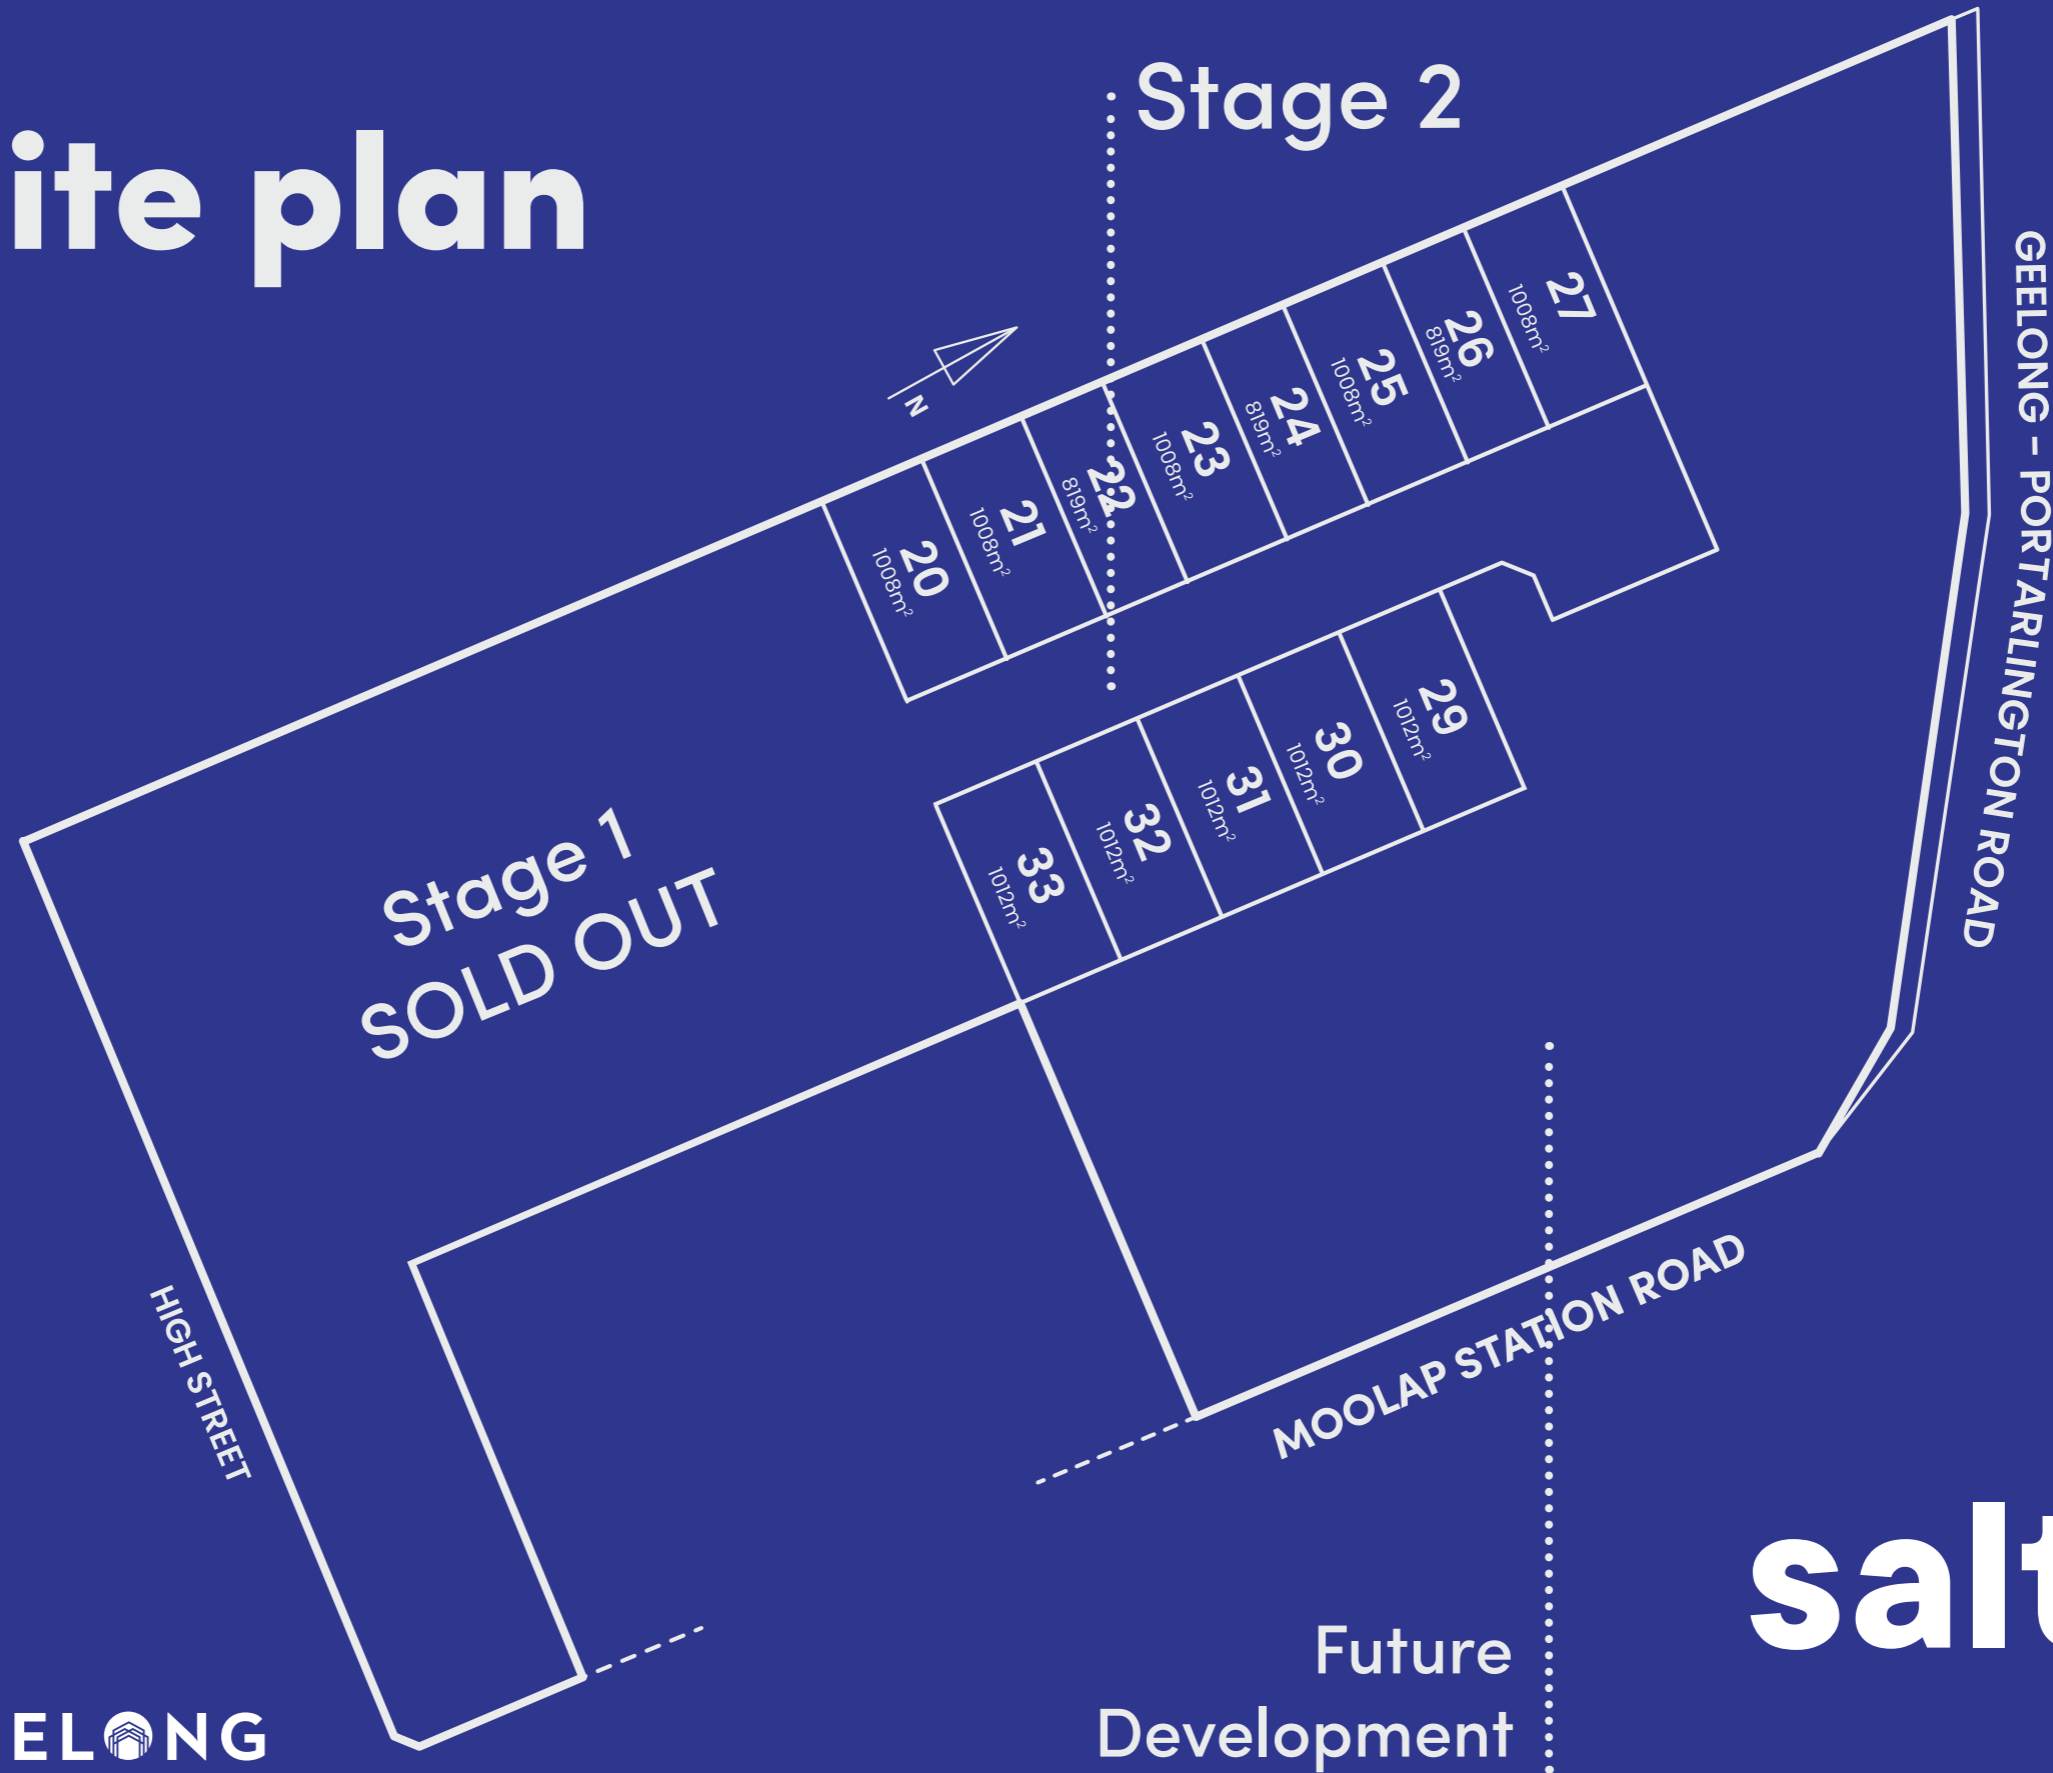 ite plan
Stage 2
N
20
1008m²
21
1008m²
22
819m²
23
1008m²
24
819m²
25
1008m²
26
819m²
27
1008m²
29
1012m²
30
1012m²
31
1012m²
32
1012m²
33
1012m²
Stage 1
SOLD OUT
GEELONG – PORTARLINGTON ROAD
HIGH STREET
MOOLAP STATION ROAD
Future
Development
salt
ELONG